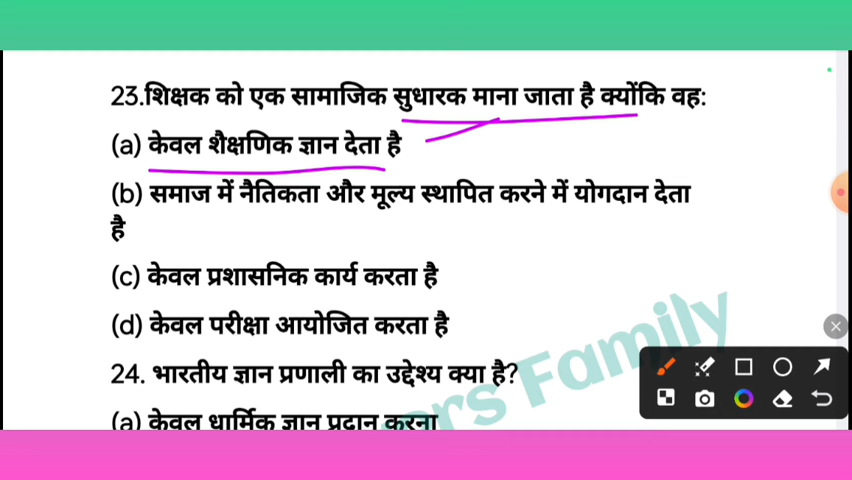 23.शिक्षक को एक सामाजिक सुधारक माना जाता है क्योंकि वह:
(a) केवल शैक्षणिक ज्ञान देता है
(b) समाज में नैतिकता और मूल्य स्थापित करने में योगदान देता
है
(c) केवल प्रशासनिक कार्य करता है
(d) केवल परीक्षा आयोजित करता है
24. भारतीय ज्ञान प्रणाली का उद्देश्य क्या है?
(a) केवल धार्मिक ज्ञान प्रदान करना
Family